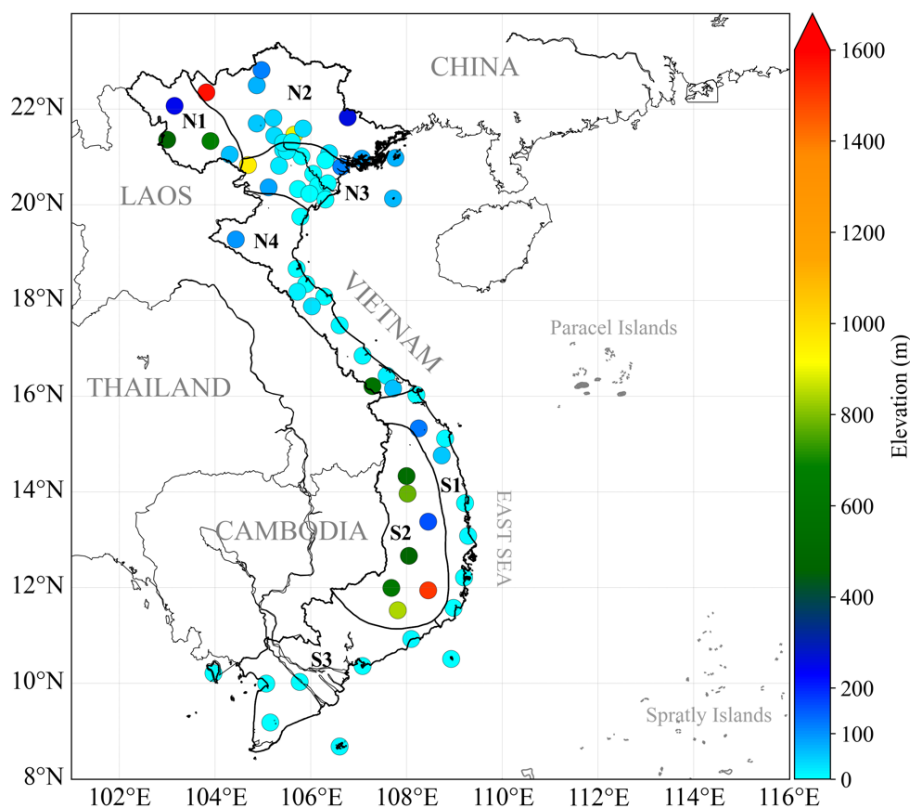 CHINA
N2
N1
22°N
LAOS
N3
20°N
N4
VIETNAM
18°N
Paracel Islands
THAILAND
16°N
S1
14°N
CAMBODIA
S2
EAST SEA
12°N
S3
10°N
Spratly Islands
8°N
102°E 104°E 106°E 108°E 110°E 112°E 114°E 116°E
1600
1400
1200
1000
800
600
400
200
100
0
Elevation (m)